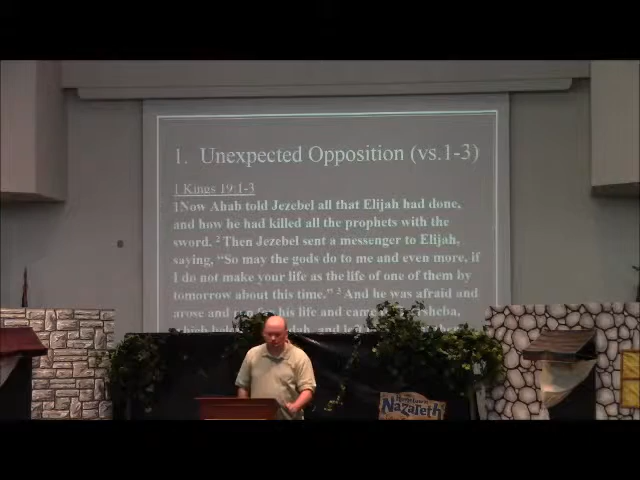 1. Unexpected Opposition (vs.1-3)
1 Kings 19:1-3
1Now Ahab told Jezebel all that Elijah had done,
and how he had killed all the prophets with the
sword. 2 Then Jezebel sent a messenger to Elijah,
saying, “So may the gods do to me and even more, if
I do not make your life as the life of one of them by
tomorrow about this time.” 3 And he was afraid and
arose and for his life and
and
Hometown
Nazareth